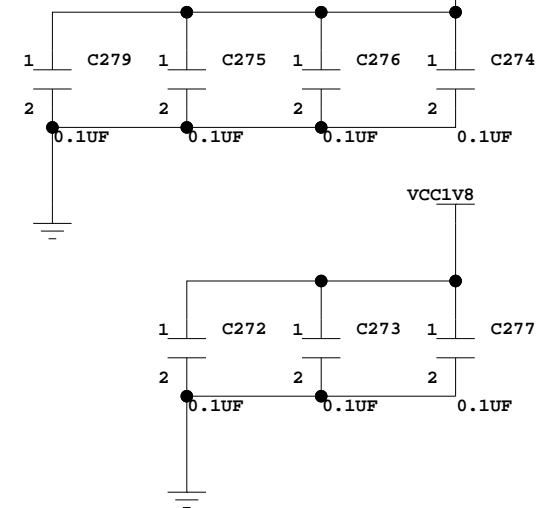 1 C279 1 C275 1 C276 1 C274
2 2 2 2
0.1UF 0.1UF 0.1UF 0.1UF
VCC1V8
1 C272 1 C273 1 C277
2 2 2
0.1UF 0.1UF 0.1UF